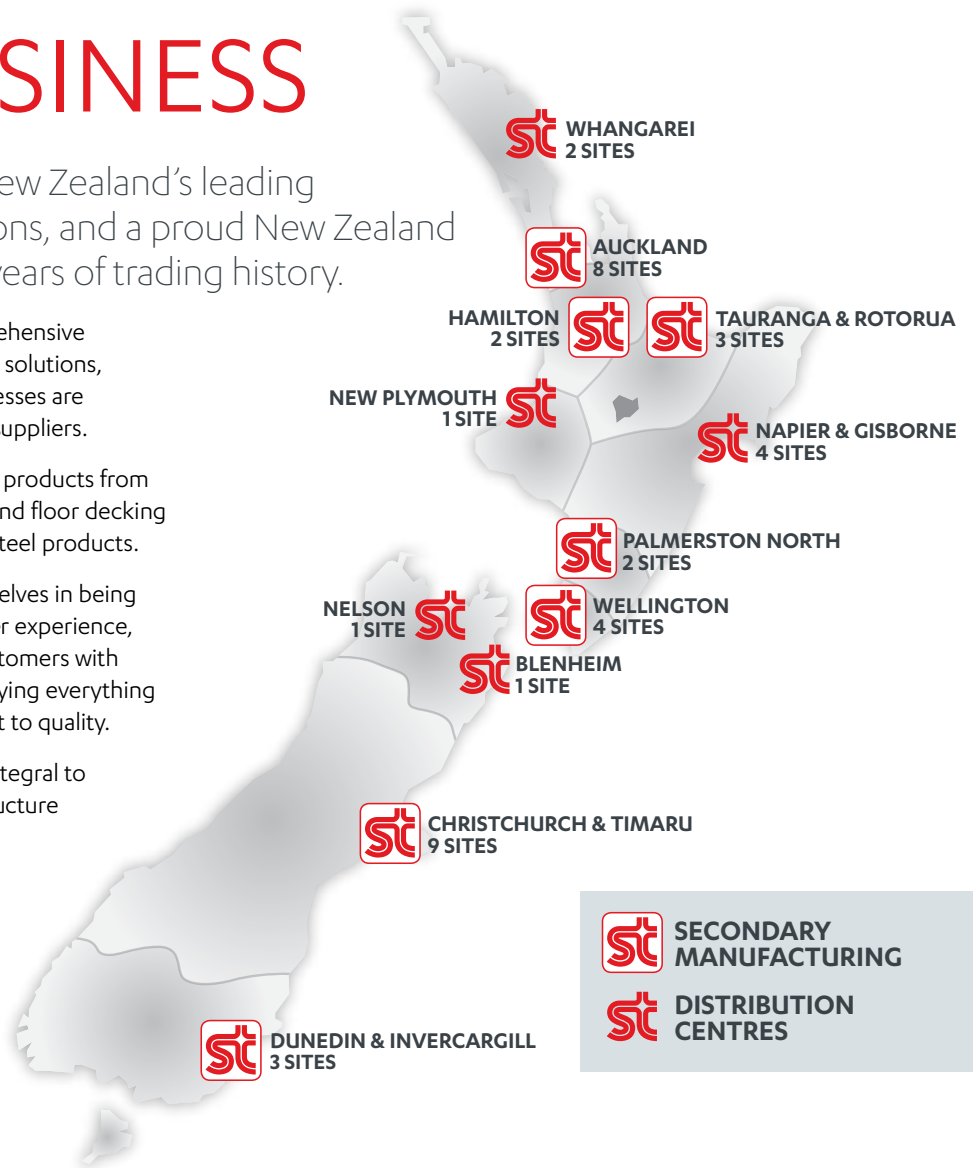 SINESS
ew Zealand's leading
ons, and a proud New Zealand
years of trading history.
ehensive
solutions,
esses are
suppliers.
products from
nd floor decking
teel products.
elves in being
er experience,
tomers with
ying everything
t to quality.
tegral to
ucture
WHANGAREI
2 SITES
AUCKLAND
8 SITES
HAMILTON
2 SITES
TAURANGA & ROTORUA
3 SITES
NEW PLYMOUTH
1 SITE
NAPIER & GISBORNE
4 SITES
PALMERSTON NORTH
2 SITES
NELSON
1 SITE
WELLINGTON
4 SITES
BLENHEIM
1 SITE
CHRISTCHURCH & TIMARU
9 SITES
DUNEDIN & INVERCARGILL
3 SITES
st SECONDARY
MANUFACTURING
st DISTRIBUTION
CENTRES